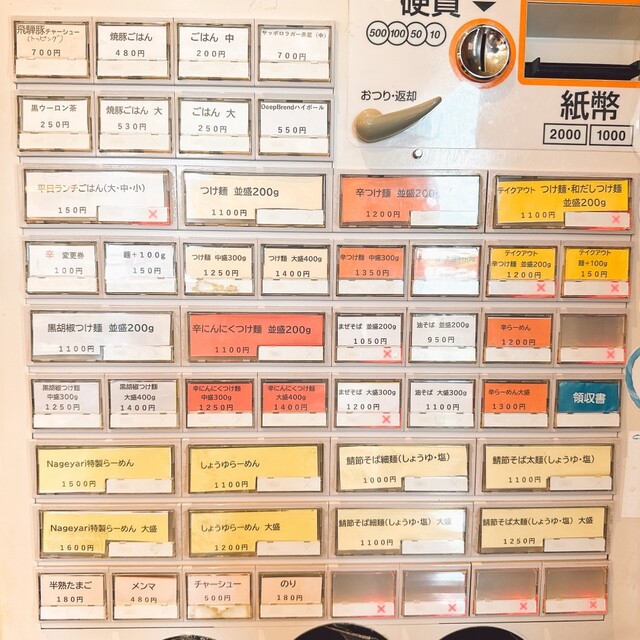 硬貨
500 100 50 10
おつり・返却
紙幣
2000 1000
飛騨豚チャーシュー
(トッピング)
700円
焼豚ごはん
480円
ごはん 中
200円
サッポロラガー赤星(中)
700円
黒ウーロン茶
250円
焼豚ごはん 大
530円
ごはん 大
250円
DeepBrendハイボール
550円
平日ランチごはん(大・中・小)
150円
つけ麺 並盛200g
1100円
辛つけ麺 並盛200g
1200円
テイクアウト つけ麺・和だしつけ麺
並盛200g
1100円
辛 変更券
100円
麺+100g
150円
つけ麺 中盛300g
1250円
つけ麺 大盛400g
1400円
辛つけ麺 中盛300g
1350円
テイクアウト
辛つけ麺 並盛200g
1200円
テイクアウト
麺+100g
150円
黒胡椒つけ麺 並盛200g
1100円
辛にんにくつけ麺 並盛200g
1100円
まぜそば 並盛200g
1050円
油そば 並盛200g
950円
辛らーめん
1200円
黒胡椒つけ麺
中盛300g
1250円
黒胡椒つけ麺
大盛400g
1400円
辛にんにくつけ麺
中盛300g
1250円
辛にんにくつけ麺
大盛400g
1400円
まぜそば 大盛300g
1200円
油そば 大盛300g
1100円
辛らーめん大盛
1300円
領収書
Nageyari特製らーめん
1500円
しょうゆらーめん
1100円
鯖節そば細麺(しょうゆ・塩)
1000円
鯖節そば太麺(しょうゆ・塩)
1100円
Nageyari特製らーめん 大盛
1600円
しょうゆらーめん 大盛
1200円
鯖節そば細麺(しょうゆ・塩) 大盛
1100円
鯖節そば太麺(しょうゆ・塩) 大盛
1250円
半熟たまご
180円
メンマ
480円
チャーシュー
500円
のり
180円